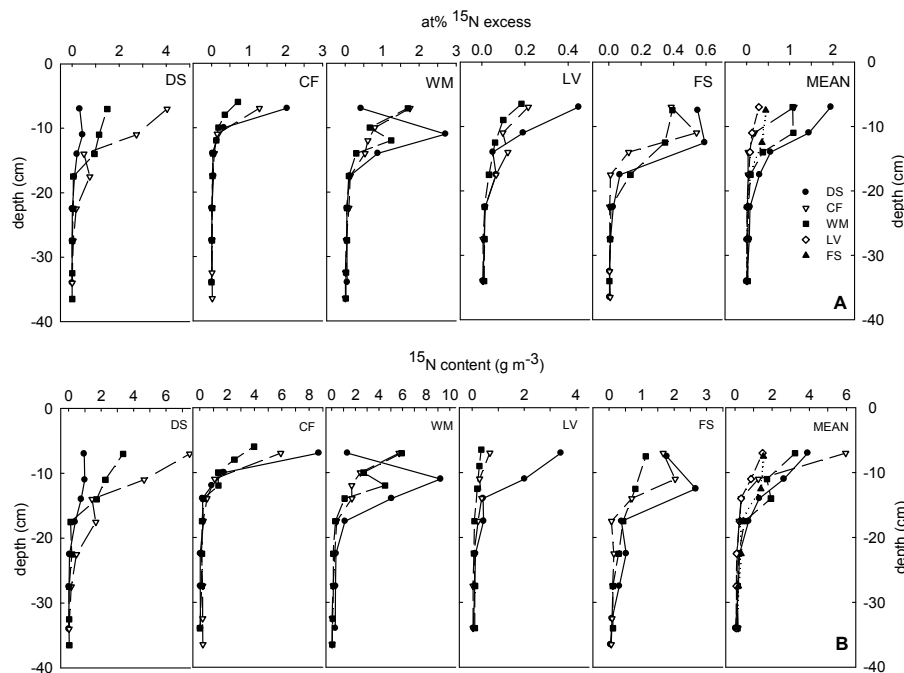 at% 15N excess
0 2 4
0 1 2 3
0 1 2 3
0.0 0.2 0.4
0.0 0.2 0.4 0.6
0 1 2
DS CF WM LV FS MEAN
0 0
-10 -10
-20 -20
-30 -30
-40 -40
depth (cm) depth (cm)
DS
CF
WM
LV
FS
A
15N content (g m-3)
0 2 4 6
0 2 4 6 8
0 2 4 6 8 10
0 1 2 3 4
0 1 2 3
0 1 2 3 4 5 6
DS CF WM LV FS MEAN
0 0
-10 -10
-20 -20
-30 -30
-40 -40
depth (cm) depth (cm)
B